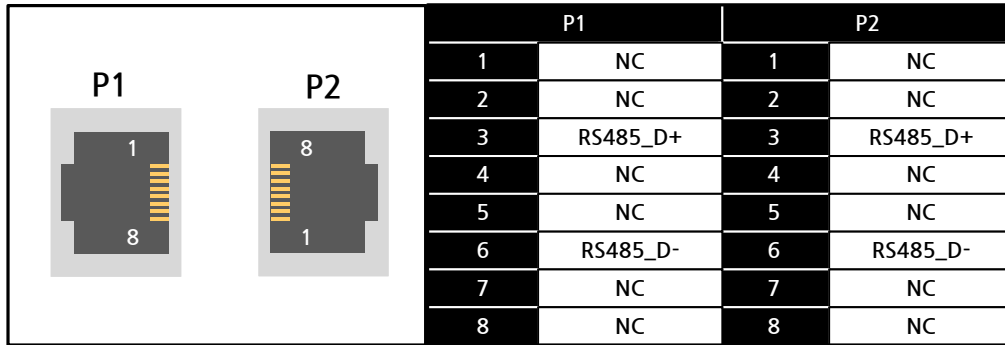 P1 P2
1 8
8 1
P1 P2
1 NC 1 NC
2 NC 2 NC
3 RS485_D+ 3 RS485_D+
4 NC 4 NC
5 NC 5 NC
6 RS485_D- 6 RS485_D-
7 NC 7 NC
8 NC 8 NC